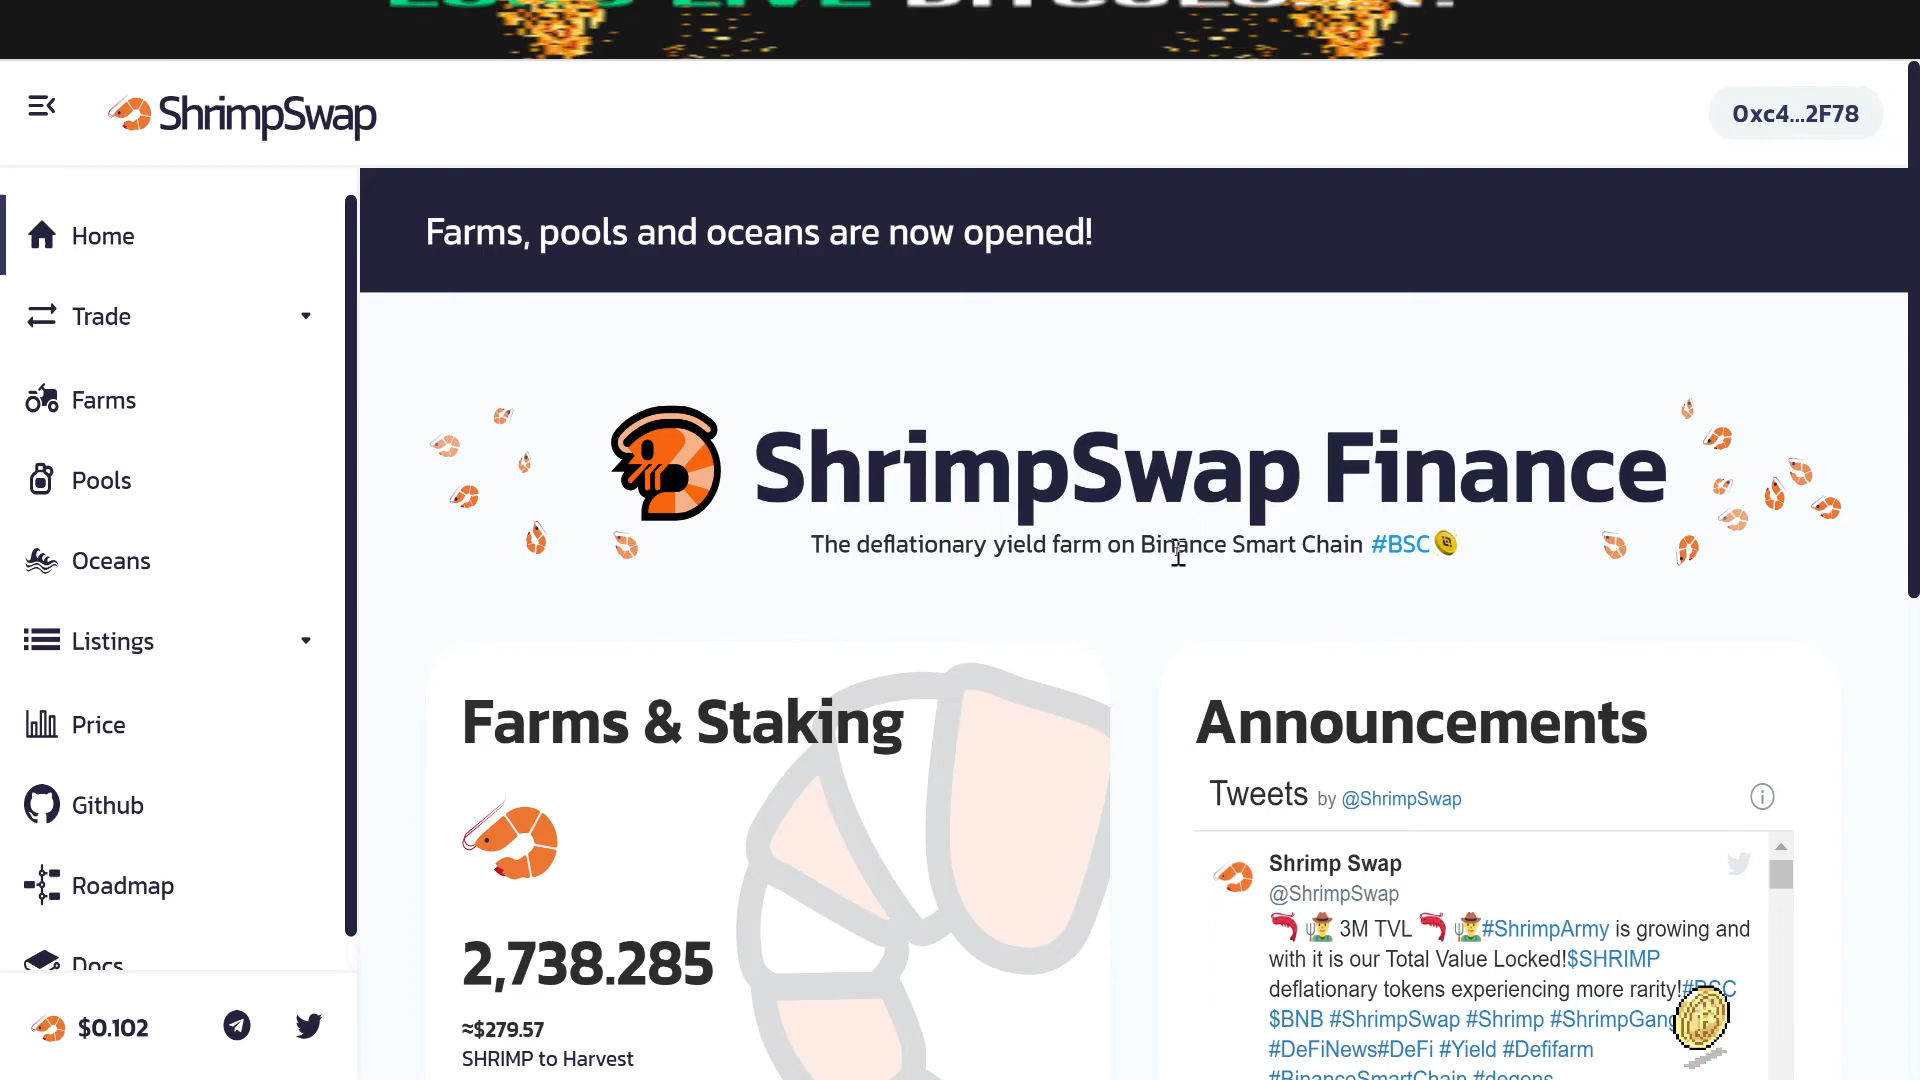 ShrimpSwap
0xc4...2F78
Home
Trade
Farms
Pools
Oceans
Listings
Price
Github
Roadmap
Docs
$0.102
Farms, pools and oceans are now opened!
ShrimpSwap Finance
The deflationary yield farm on Binance Smart Chain #BSC
Farms & Staking
2,738.285
≈$279.57
SHRIMP to Harvest
Announcements
Tweets by @ShrimpSwap
Shrimp Swap
@ShrimpSwap
3M TVL #ShrimpArmy is growing and
with it is our Total Value Locked!$SHRIMP
deflationary tokens experiencing more rarity!#BSC
$BNB #ShrimpSwap #Shrimp #ShrimpGang
#DeFiNews#DeFi #Yield #Defifarm
#BinanceSmartChain #degens